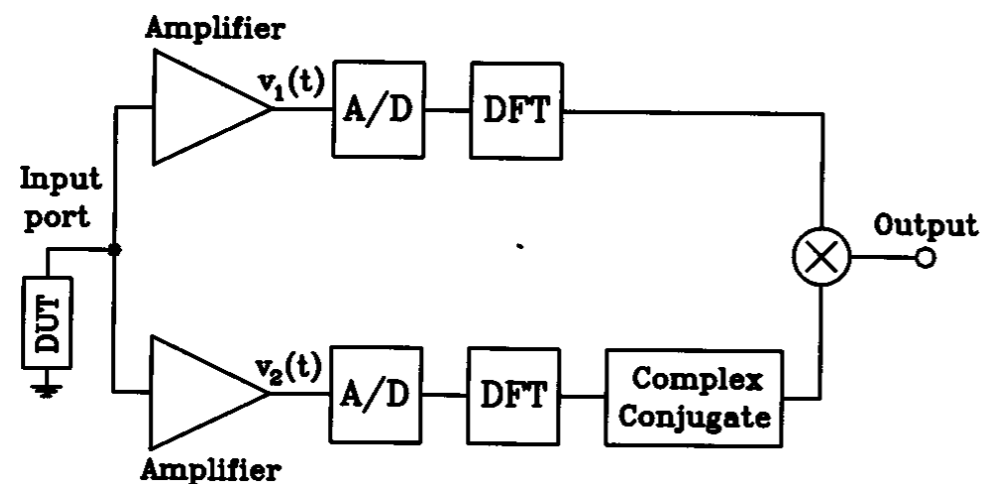 Amplifier
v₁(t)
A/D
DFT
Input
port
Output
DUT
v₂(t)
A/D
DFT
Complex
Conjugate
Amplifier